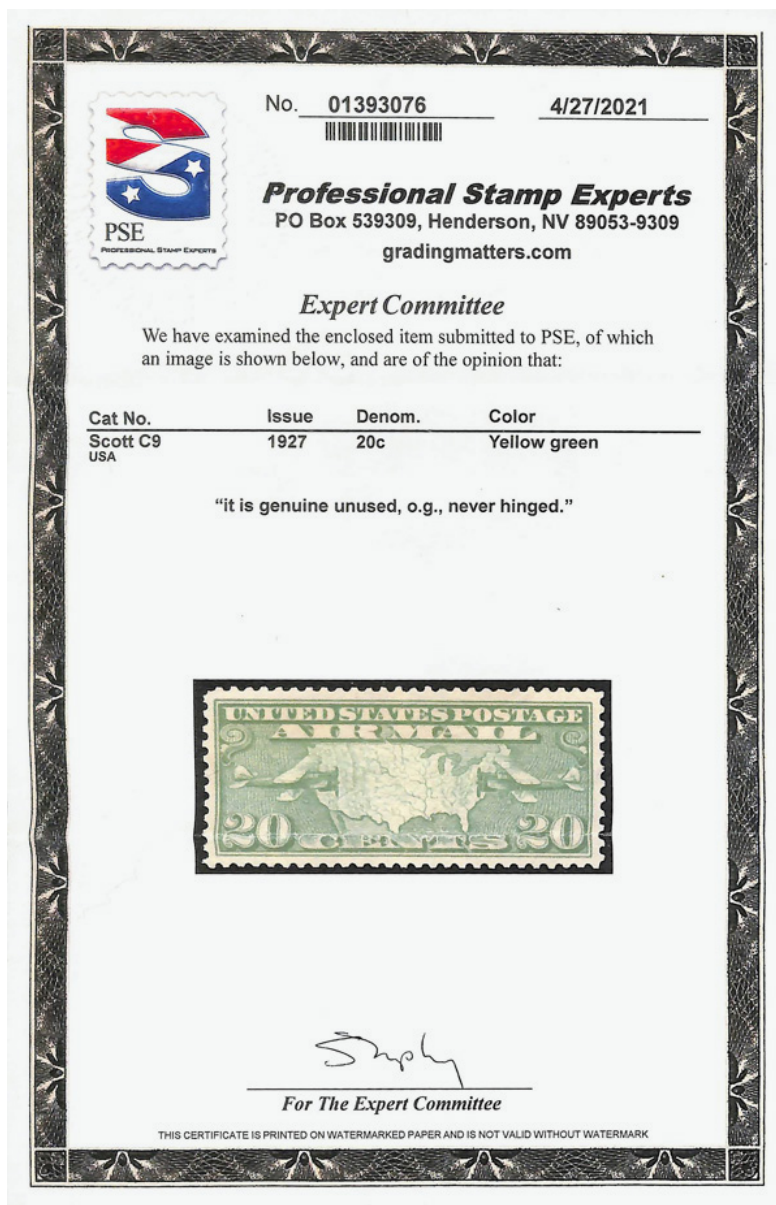 No. 01393076 4/27/2021
PSE
PROFESSIONAL STAMP EXPERTS
Professional Stamp Experts
PO Box 539309, Henderson, NV 89053-9309
gradingmatters.com
Expert Committee
We have examined the enclosed item submitted to PSE, of which
an image is shown below, and are of the opinion that:
Cat No. Issue Denom. Color
Scott C9 1927 20c Yellow green
USA
“it is genuine unused, o.g., never hinged.”
UNITED STATES POSTAGE
AIR MAIL
20 CENTS 20
For The Expert Committee
THIS CERTIFICATE IS PRINTED ON WATERMARKED PAPER AND IS NOT VALID WITHOUT WATERMARK